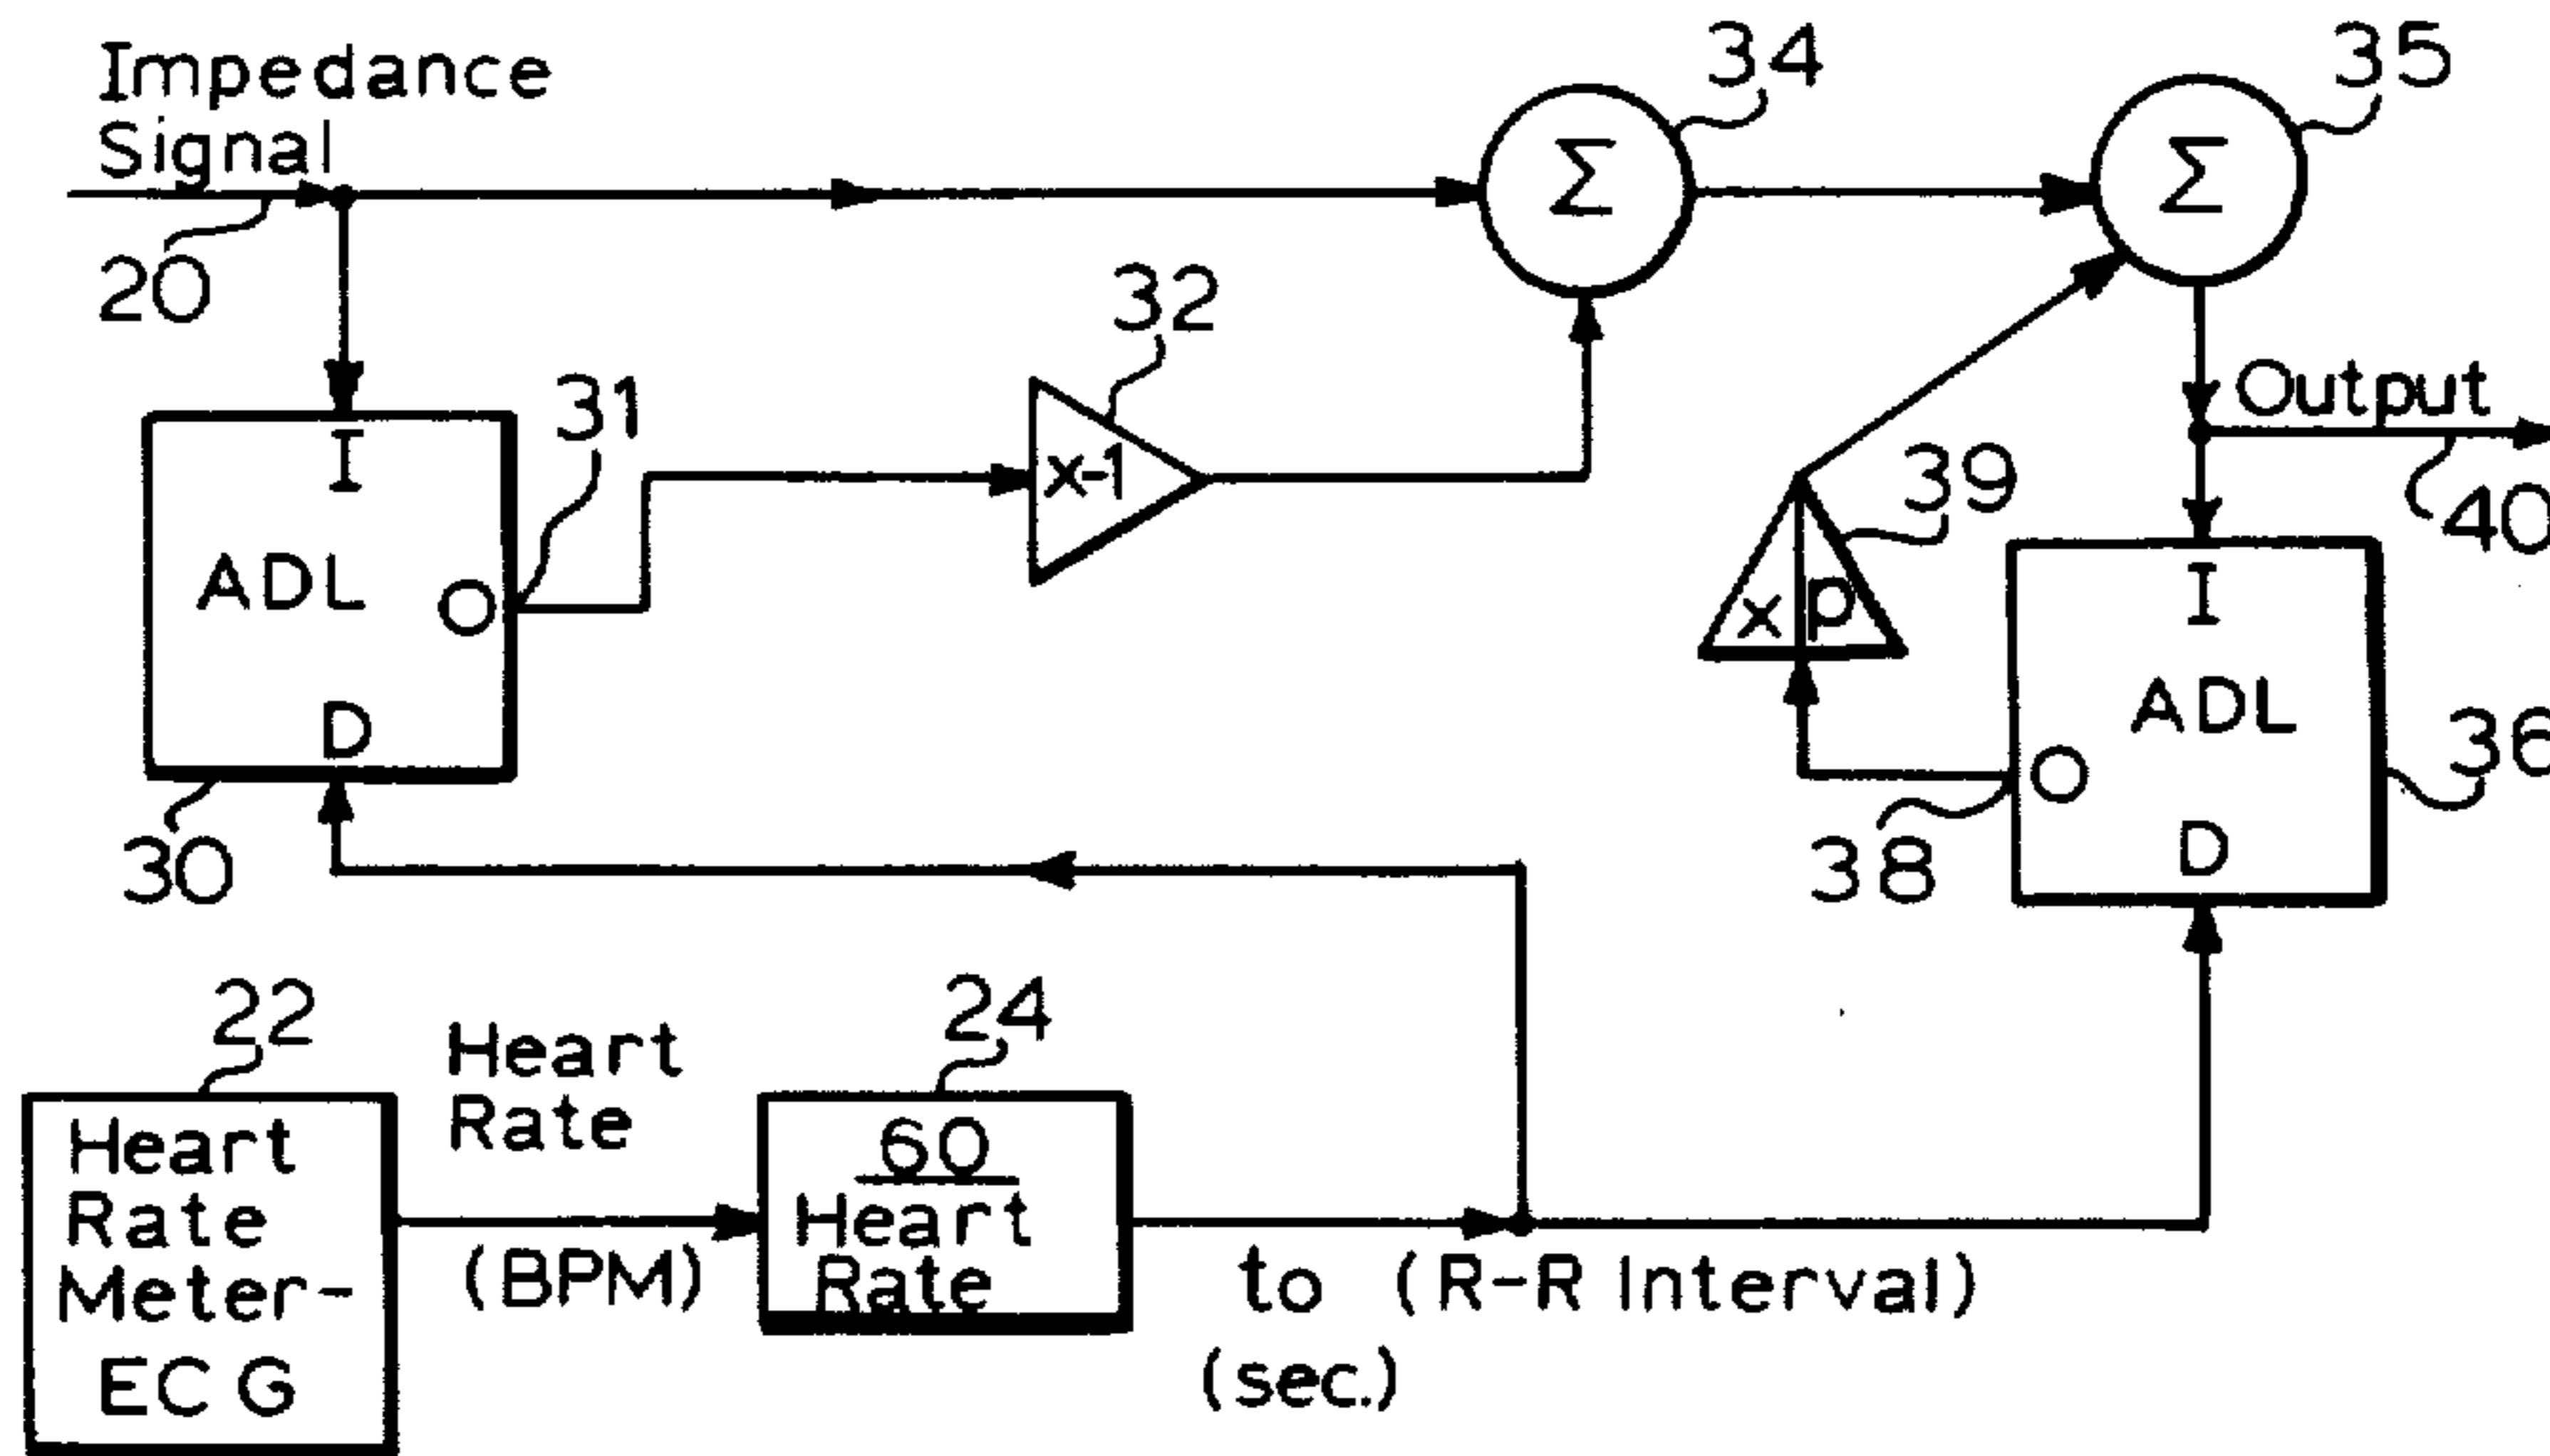 Impedance
Signal
20
34
Σ
35
Σ
31
32
x-1
I
ADL
O
D
30
39
x p
Output
40
I
ADL
O
D
36
38
22
Heart
Rate
Meter-
ECG
Heart
Rate
(BPM)
24
60
Heart
Rate
to (R-R Interval)
(sec.)